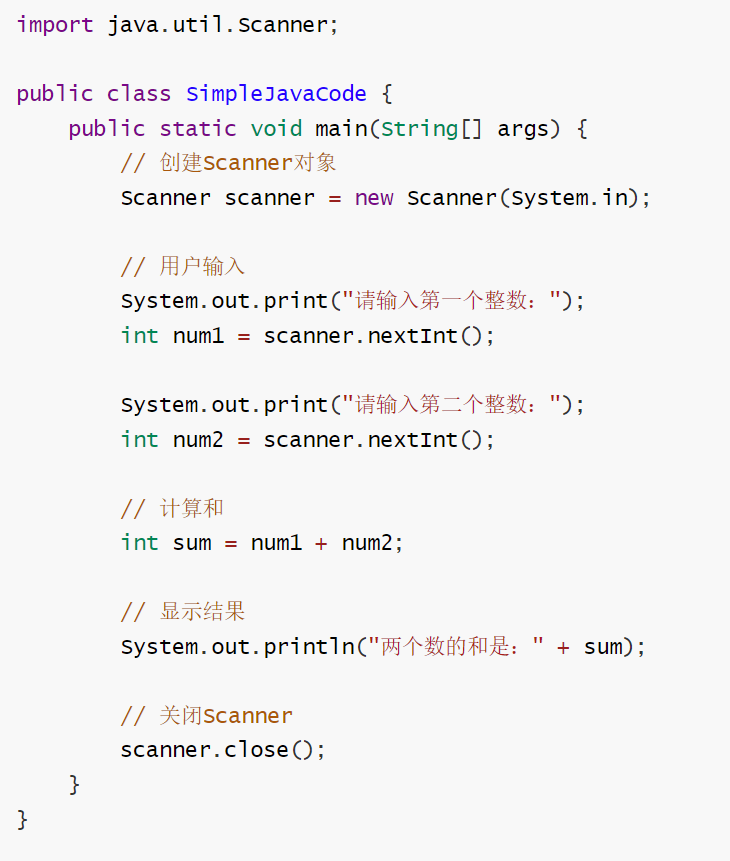 import java.util.Scanner;
public class SimpleJavaCode {
public static void main(String[] args) {
// 创建Scanner对象
Scanner scanner = new Scanner(System.in);
// 用户输入
System.out.print("请输入第一个整数：");
int num1 = scanner.nextInt();
System.out.print("请输入第二个整数：");
int num2 = scanner.nextInt();
// 计算和
int sum = num1 + num2;
// 显示结果
System.out.println("两个数的和是：" + sum);
// 关闭Scanner
scanner.close();
}
}